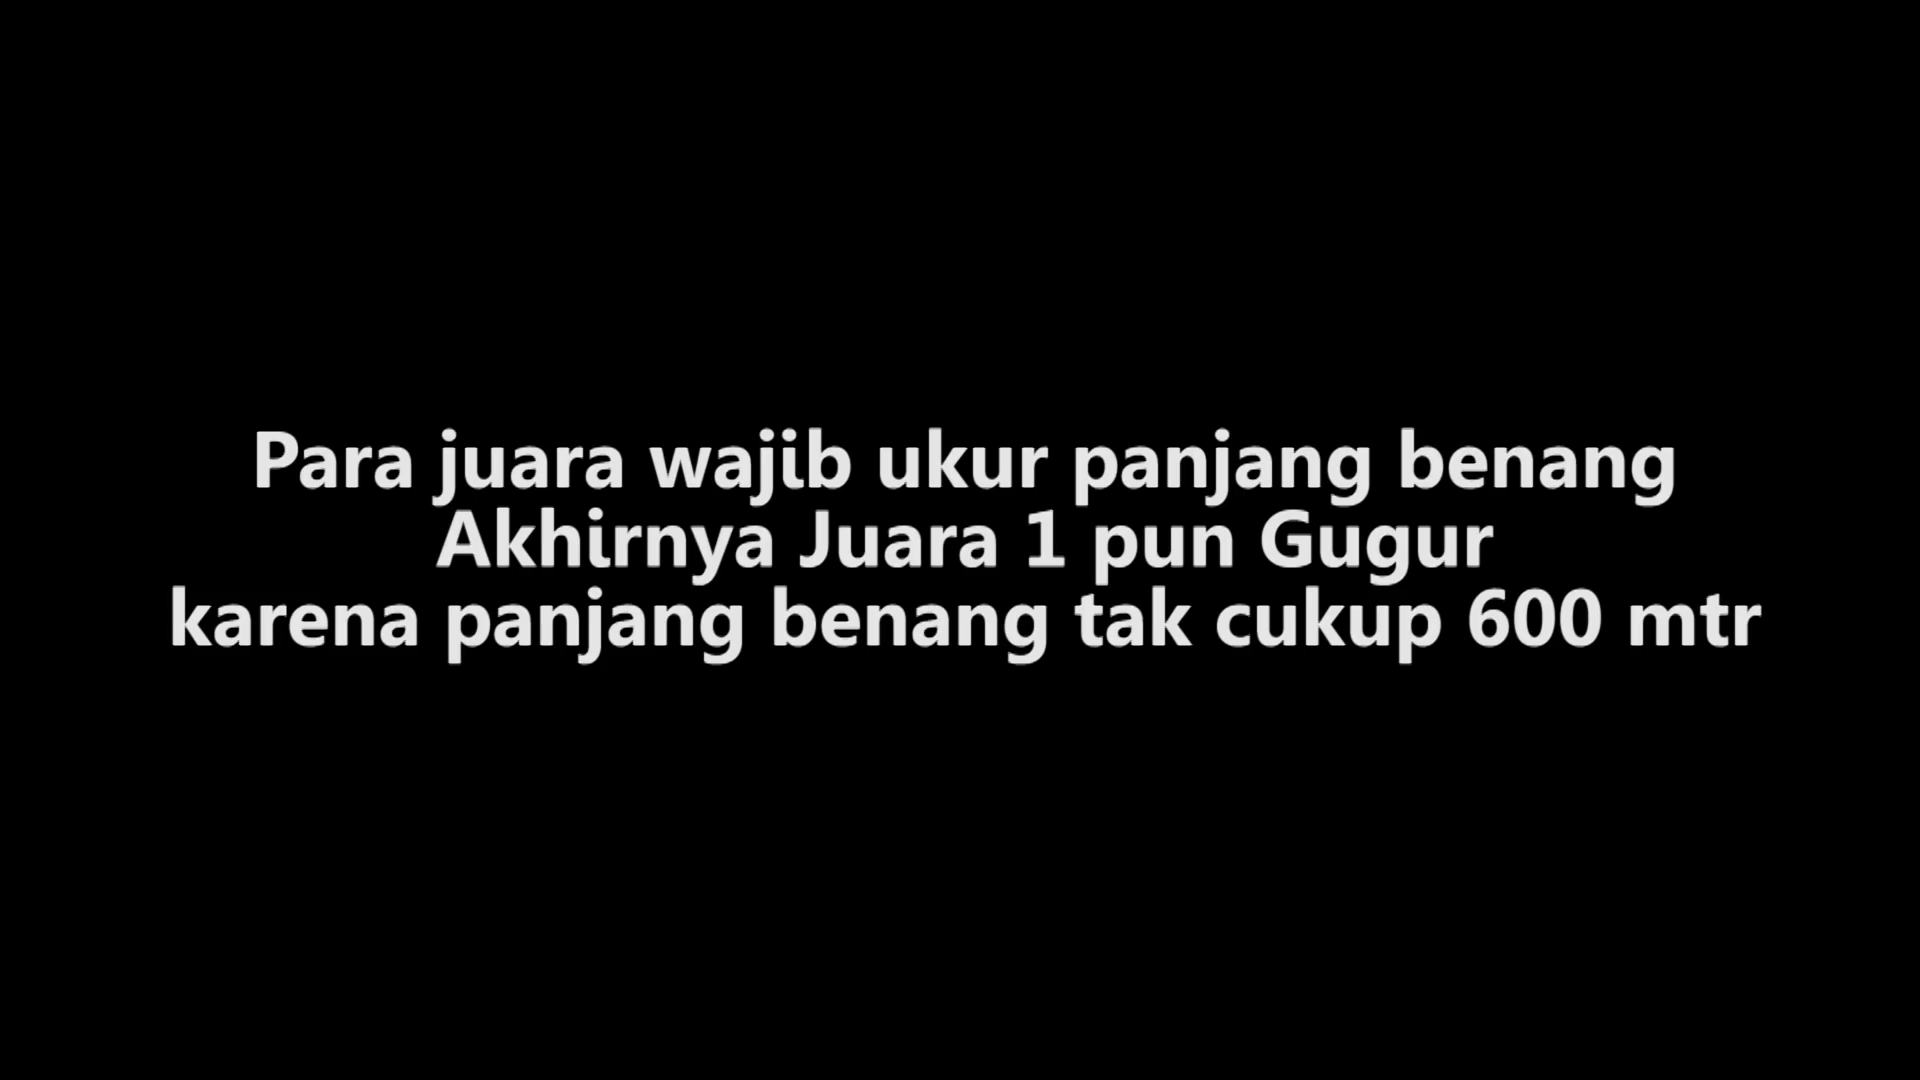 Para juara wajib ukur panjang benang
Akhirnya Juara 1 pun Gugur
karena panjang benang tak cukup 600 mtr